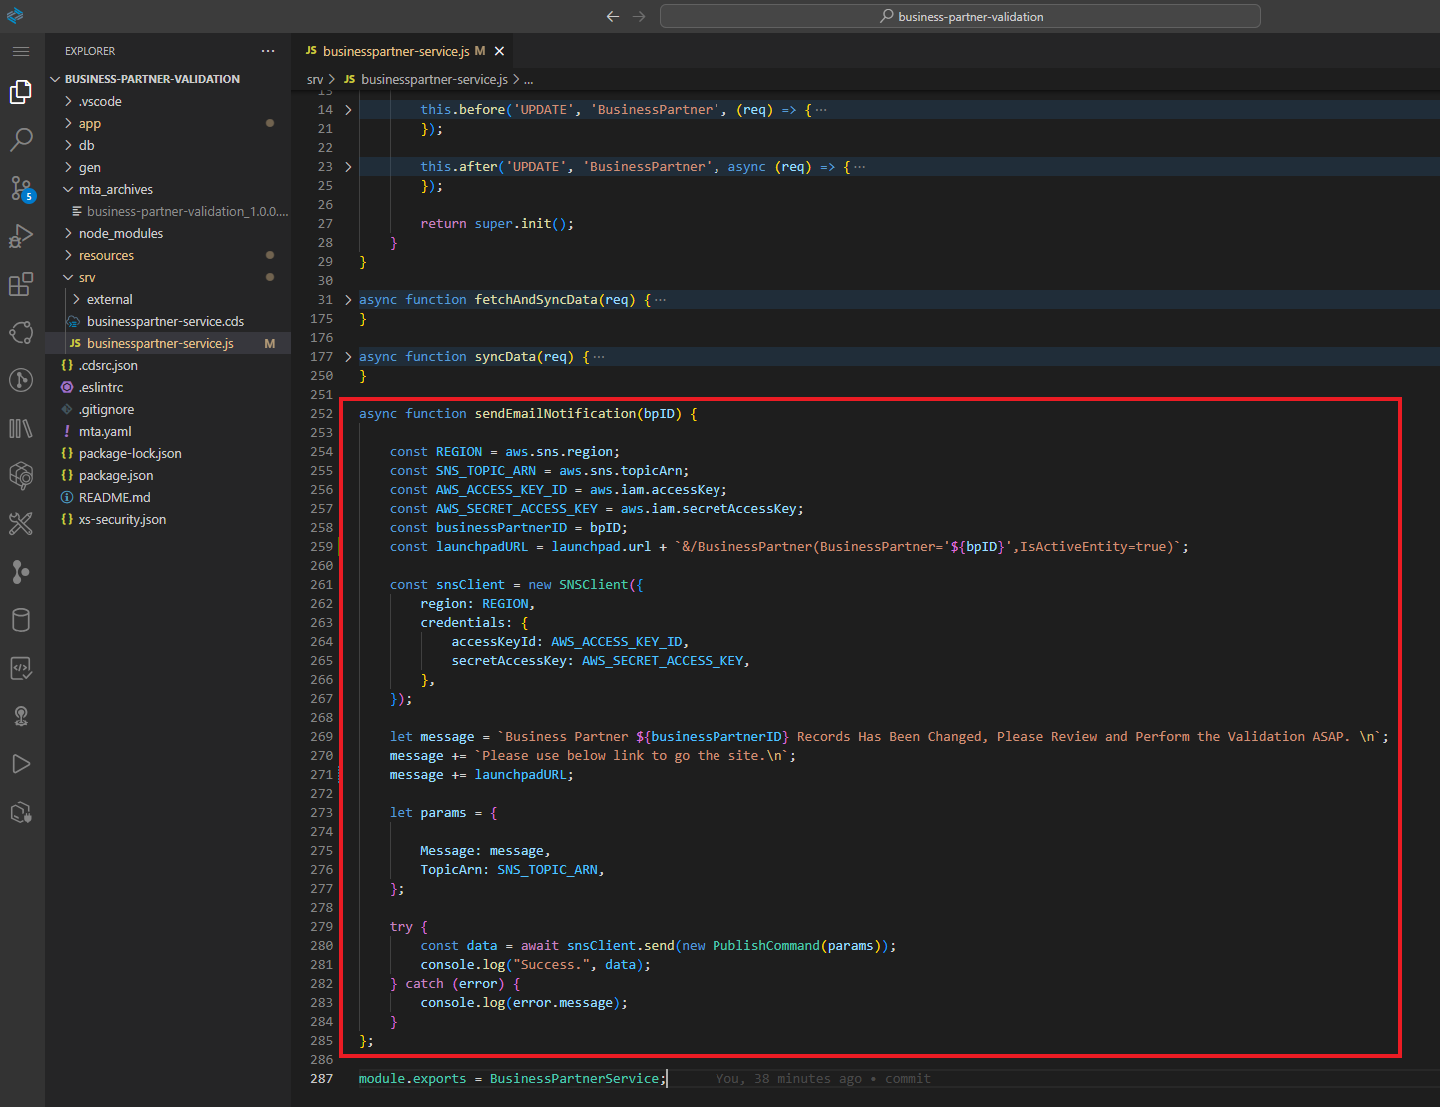 business-partner-validation
EXPLORER
BUSINESS-PARTNER-VALIDATION
.vscode
app
db
gen
mta_archives
business-partner-validation_1.0.0....
node_modules
resources
srv
external
businesspartner-service.cds
JS businesspartner-service.js M
{} .cdsrc.json
.eslintrc
.gitignore
! mta.yaml
{} package-lock.json
{} package.json
README.md
{} xs-security.json
5
JS businesspartner-service.js M
srv > JS businesspartner-service.js > ...
13
14 this.before('UPDATE', 'BusinessPartner', (req) => {...
21 });
22
23 this.after('UPDATE', 'BusinessPartner', async (req) => {...
25 });
26
27 return super.init();
28 }
29 }
30
31 async function fetchAndSyncData(req) {...
175 }
176
177 async function syncData(req) {...
250 }
251
252 async function sendEmailNotification(bpID) {
253
254 const REGION = aws.sns.region;
255 const SNS_TOPIC_ARN = aws.sns.topicArn;
256 const AWS_ACCESS_KEY_ID = aws.iam.accessKey;
257 const AWS_SECRET_ACCESS_KEY = aws.iam.secretAccessKey;
258 const businessPartnerID = bpID;
259 const launchpadURL = launchpad.url + `&/BusinessPartner(BusinessPartner='${bpID}',IsActiveEntity=true)`;
260
261 const snsClient = new SNSClient({
262 region: REGION,
263 credentials: {
264 accessKeyId: AWS_ACCESS_KEY_ID,
265 secretAccessKey: AWS_SECRET_ACCESS_KEY,
266 },
267 });
268
269 let message = `Business Partner ${businessPartnerID} Records Has Been Changed, Please Review and Perform the Validation ASAP. \n`;
270 message += `Please use below link to go the site.\n`;
271 message += launchpadURL;
272
273 let params = {
274
275 Message: message,
276 TopicArn: SNS_TOPIC_ARN,
277 };
278
279 try {
280 const data = await snsClient.send(new PublishCommand(params));
281 console.log("Success.", data);
282 } catch (error) {
283 console.log(error.message);
284 }
285 };
286
287 module.exports = BusinessPartnerService; You, 38 minutes ago • commit